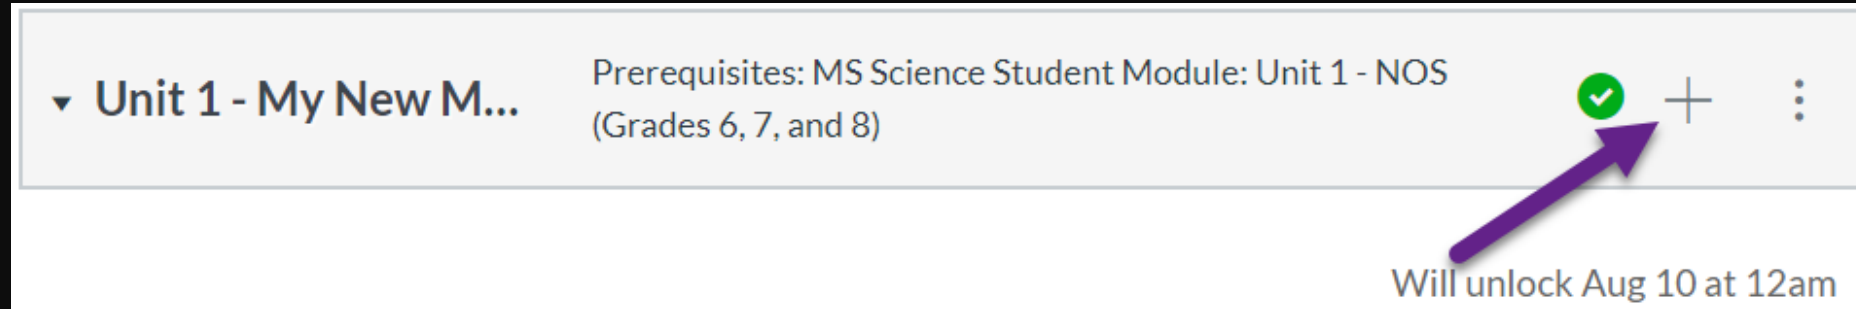 Unit 1 - My New M...
Prerequisites: MS Science Student Module: Unit 1 - NOS
(Grades 6, 7, and 8)
Will unlock Aug 10 at 12am